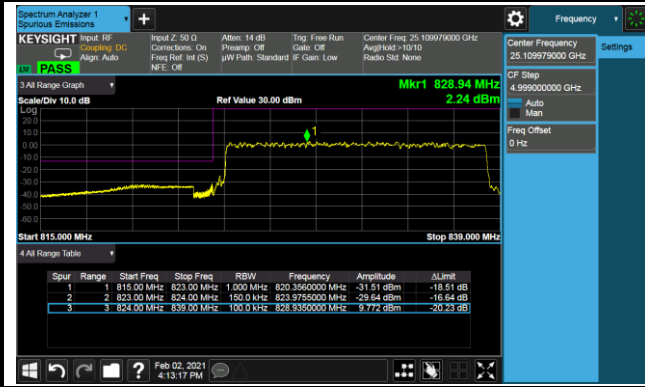 Spectrum Analyzer 1
Spurious Emissions
Frequency
KEYSIGHT Input: RF
Coupling: DC
Align: Auto
Input Z: 50 Ω
Corrections: On
Freq Ref: Int (S)
NFE: Off
Atten: 14 dB
Preamp: Off
µW Path: Standard
Trig: Free Run
Gate: Off
IF Gain: Low
Center Freq: 25.109979000 GHz
Avg|Hold:>10/10
Radio Std: None
PASS
Center Frequency
25.109979000 GHz
Settings
CF Step
4.999000000 GHz
Auto
Man
Freq Offset
0 Hz
3 All Range Graph
Mkr1 828.94 MHz
Scale/Div 10.0 dB
Ref Value 30.00 dBm
2.24 dBm
Log
20.0
10.0
0.00
-10.0
-20.0
-30.0
-40.0
-50.0
-60.0
1
Start 815.000 MHz
Stop 839.000 MHz
4 All Range Table
Spur Range Start Freq Stop Freq RBW Frequency Amplitude ΔLimit
1 1 815.00 MHz 823.00 MHz 1.000 MHz 820.3560000 MHz -31.51 dBm -18.51 dB
2 2 823.00 MHz 824.00 MHz 150.0 kHz 823.9755000 MHz -29.64 dBm -16.64 dB
3 3 824.00 MHz 839.00 MHz 100.0 kHz 828.9350000 MHz 9.772 dBm -20.23 dB
?
Feb 02, 2021
4:13:17 PM